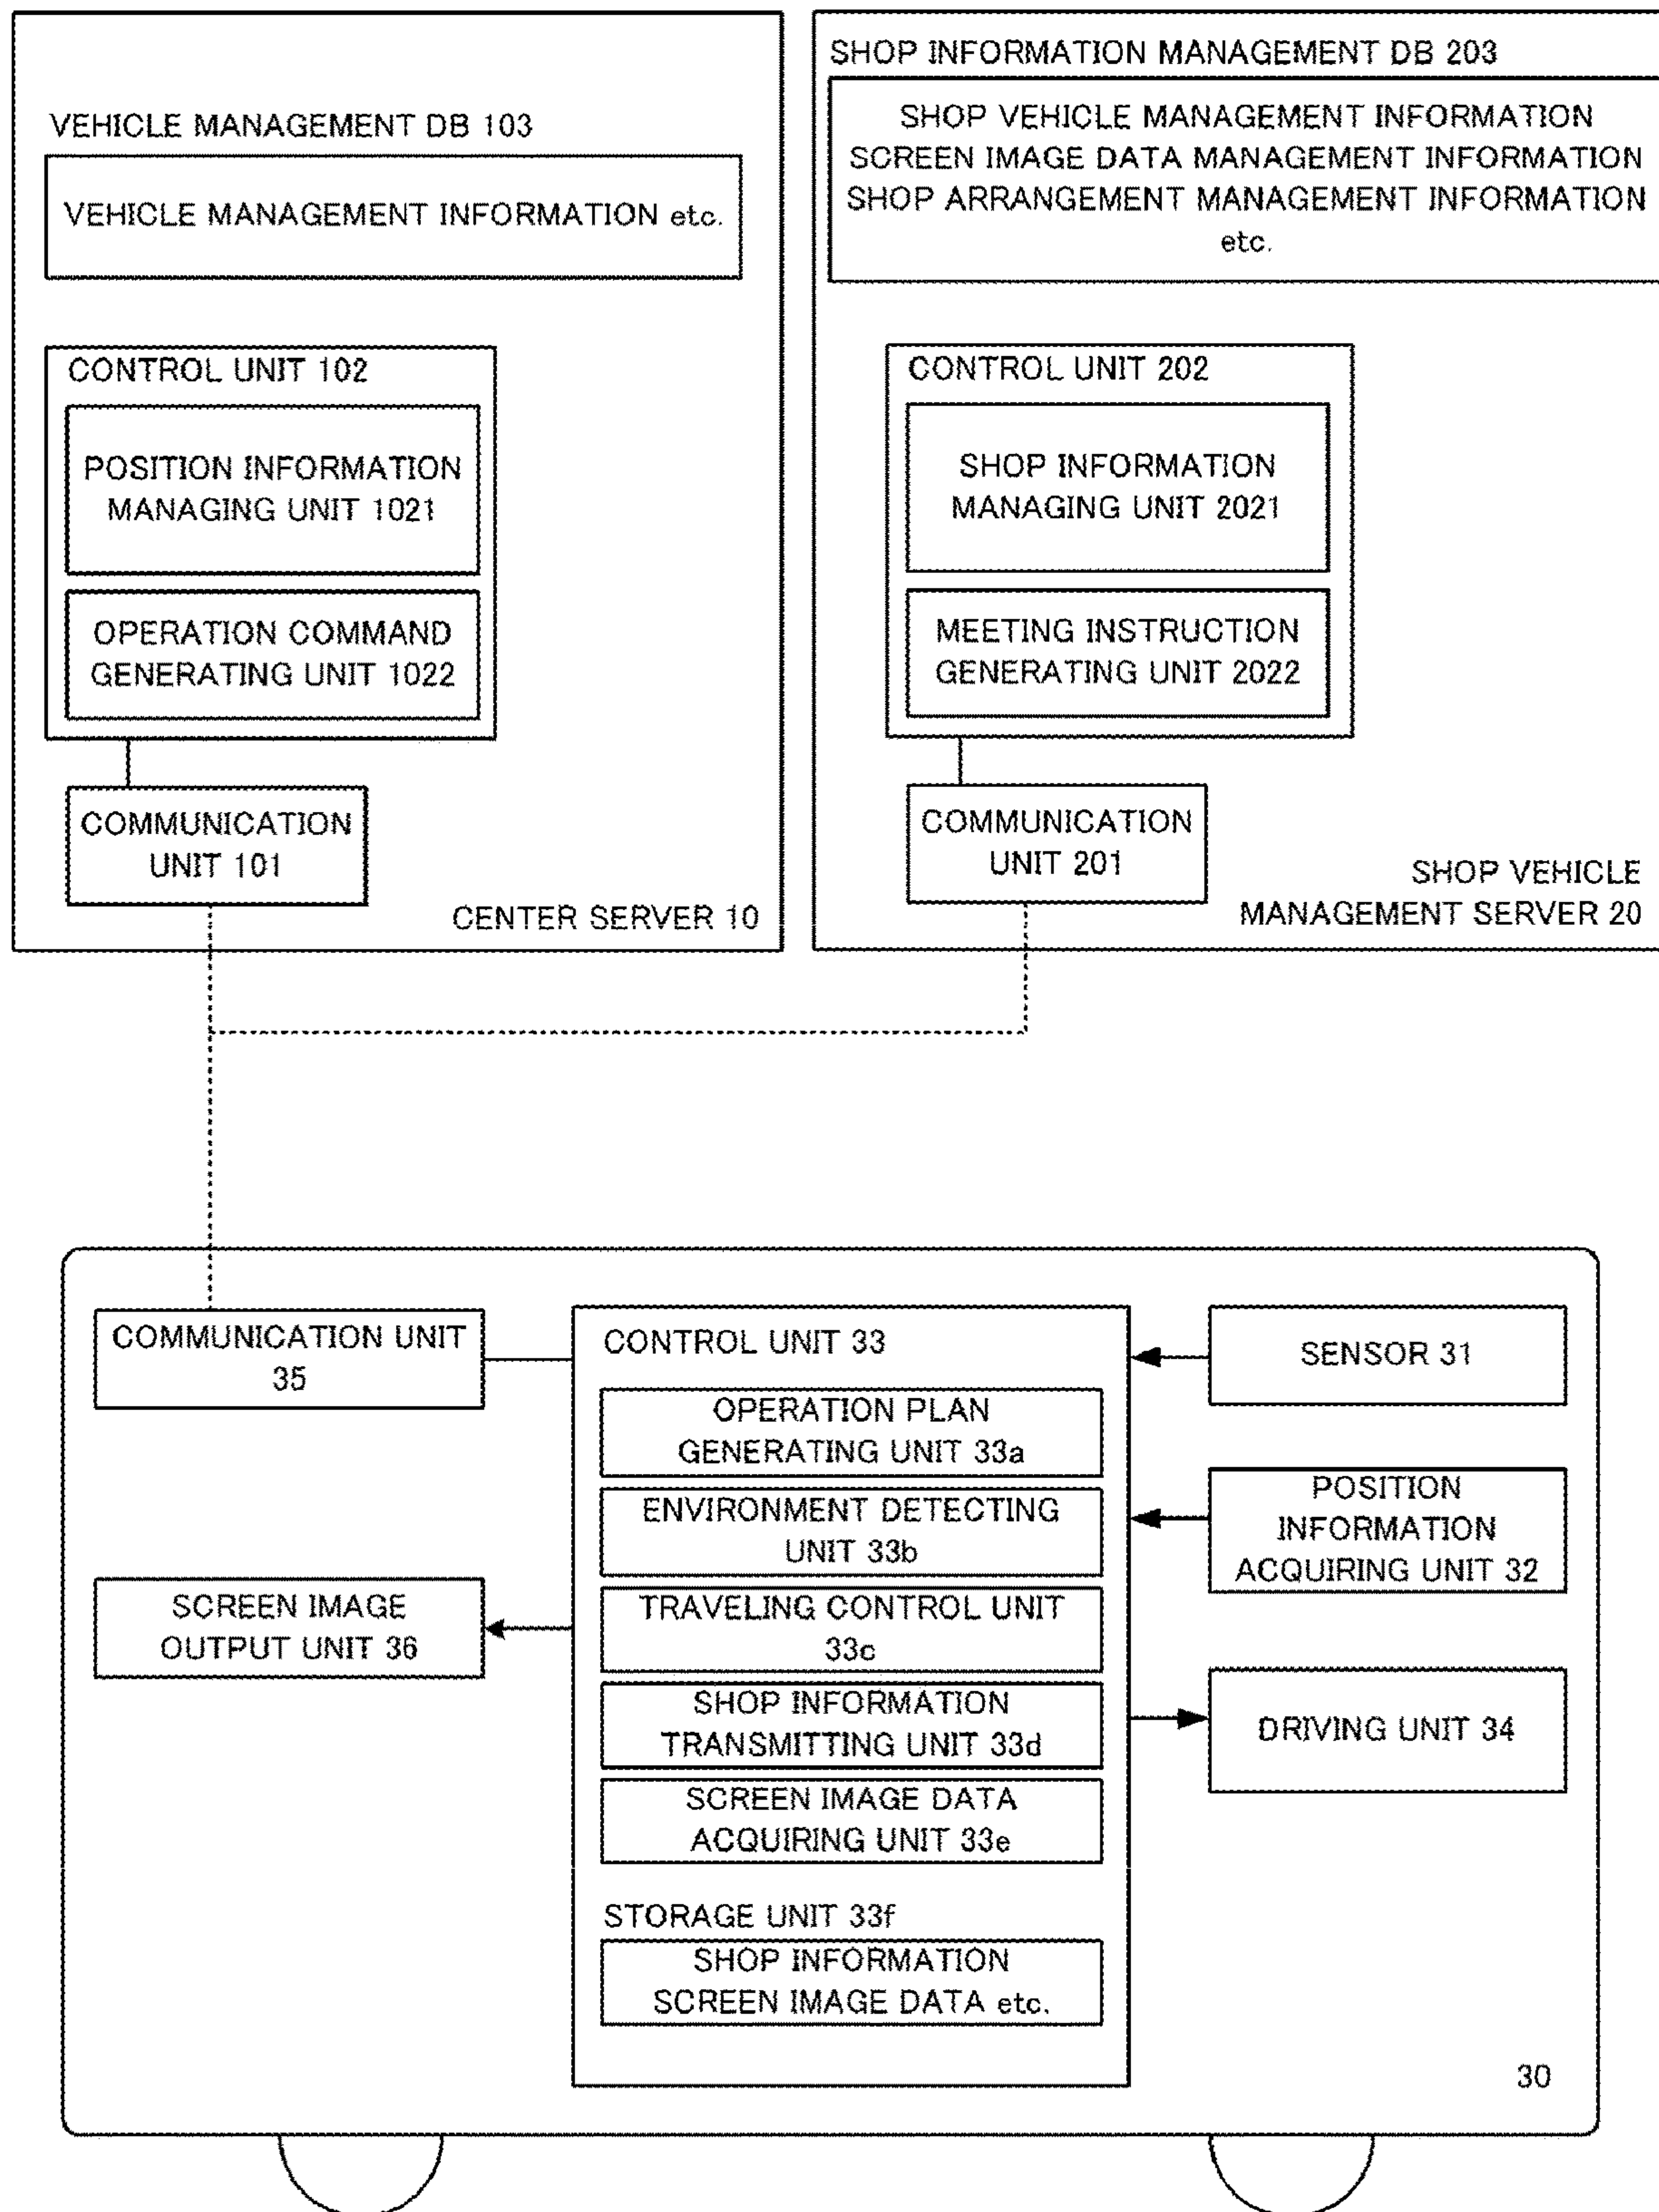 VEHICLE MANAGEMENT DB 103
VEHICLE MANAGEMENT INFORMATION etc.
CONTROL UNIT 102
POSITION INFORMATION
MANAGING UNIT 1021
OPERATION COMMAND
GENERATING UNIT 1022
COMMUNICATION
UNIT 101
CENTER SERVER 10
SHOP INFORMATION MANAGEMENT DB 203
SHOP VEHICLE MANAGEMENT INFORMATION
SCREEN IMAGE DATA MANAGEMENT INFORMATION
SHOP ARRANGEMENT MANAGEMENT INFORMATION
etc.
CONTROL UNIT 202
SHOP INFORMATION
MANAGING UNIT 2021
MEETING INSTRUCTION
GENERATING UNIT 2022
COMMUNICATION
UNIT 201
SHOP VEHICLE
MANAGEMENT SERVER 20
COMMUNICATION UNIT
35
SCREEN IMAGE
OUTPUT UNIT 36
CONTROL UNIT 33
OPERATION PLAN
GENERATING UNIT 33a
ENVIRONMENT DETECTING
UNIT 33b
TRAVELING CONTROL UNIT
33c
SHOP INFORMATION
TRANSMITTING UNIT 33d
SCREEN IMAGE DATA
ACQUIRING UNIT 33e
STORAGE UNIT 33f
SHOP INFORMATION
SCREEN IMAGE DATA etc.
SENSOR 31
POSITION
INFORMATION
ACQUIRING UNIT 32
DRIVING UNIT 34
30